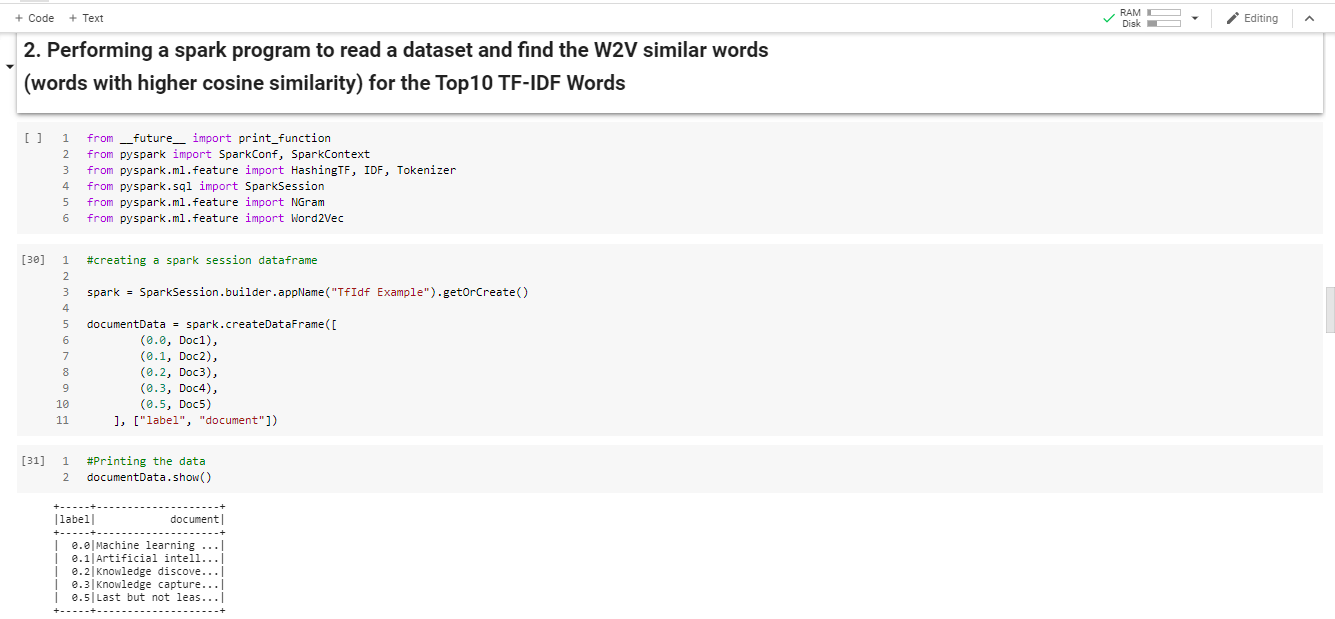 + Code + Text
RAM
Disk
Editing
2. Performing a spark program to read a dataset and find the W2V similar words
(words with higher cosine similarity) for the Top10 TF-IDF Words
[ ] 1 from __future__ import print_function
2 from pyspark import SparkConf, SparkContext
3 from pyspark.ml.feature import HashingTF, IDF, Tokenizer
4 from pyspark.sql import SparkSession
5 from pyspark.ml.feature import NGram
6 from pyspark.ml.feature import Word2Vec
[30] 1 #creating a spark session dataframe
2
3 spark = SparkSession.builder.appName("TfIdf Example").getOrCreate()
4
5 documentData = spark.createDataFrame([
6         (0.0, Doc1),
7         (0.1, Doc2),
8         (0.2, Doc3),
9         (0.3, Doc4),
10         (0.5, Doc5)
11     ], ["label", "document"])
[31] 1 #Printing the data
2 documentData.show()
+-----+--------------------+
|label|            document|
+-----+--------------------+
|  0.0|Machine learning ...|
|  0.1|Artificial intell...|
|  0.2|Knowledge discove...|
|  0.3|Knowledge capture...|
|  0.5|Last but not leas...|
+-----+--------------------+